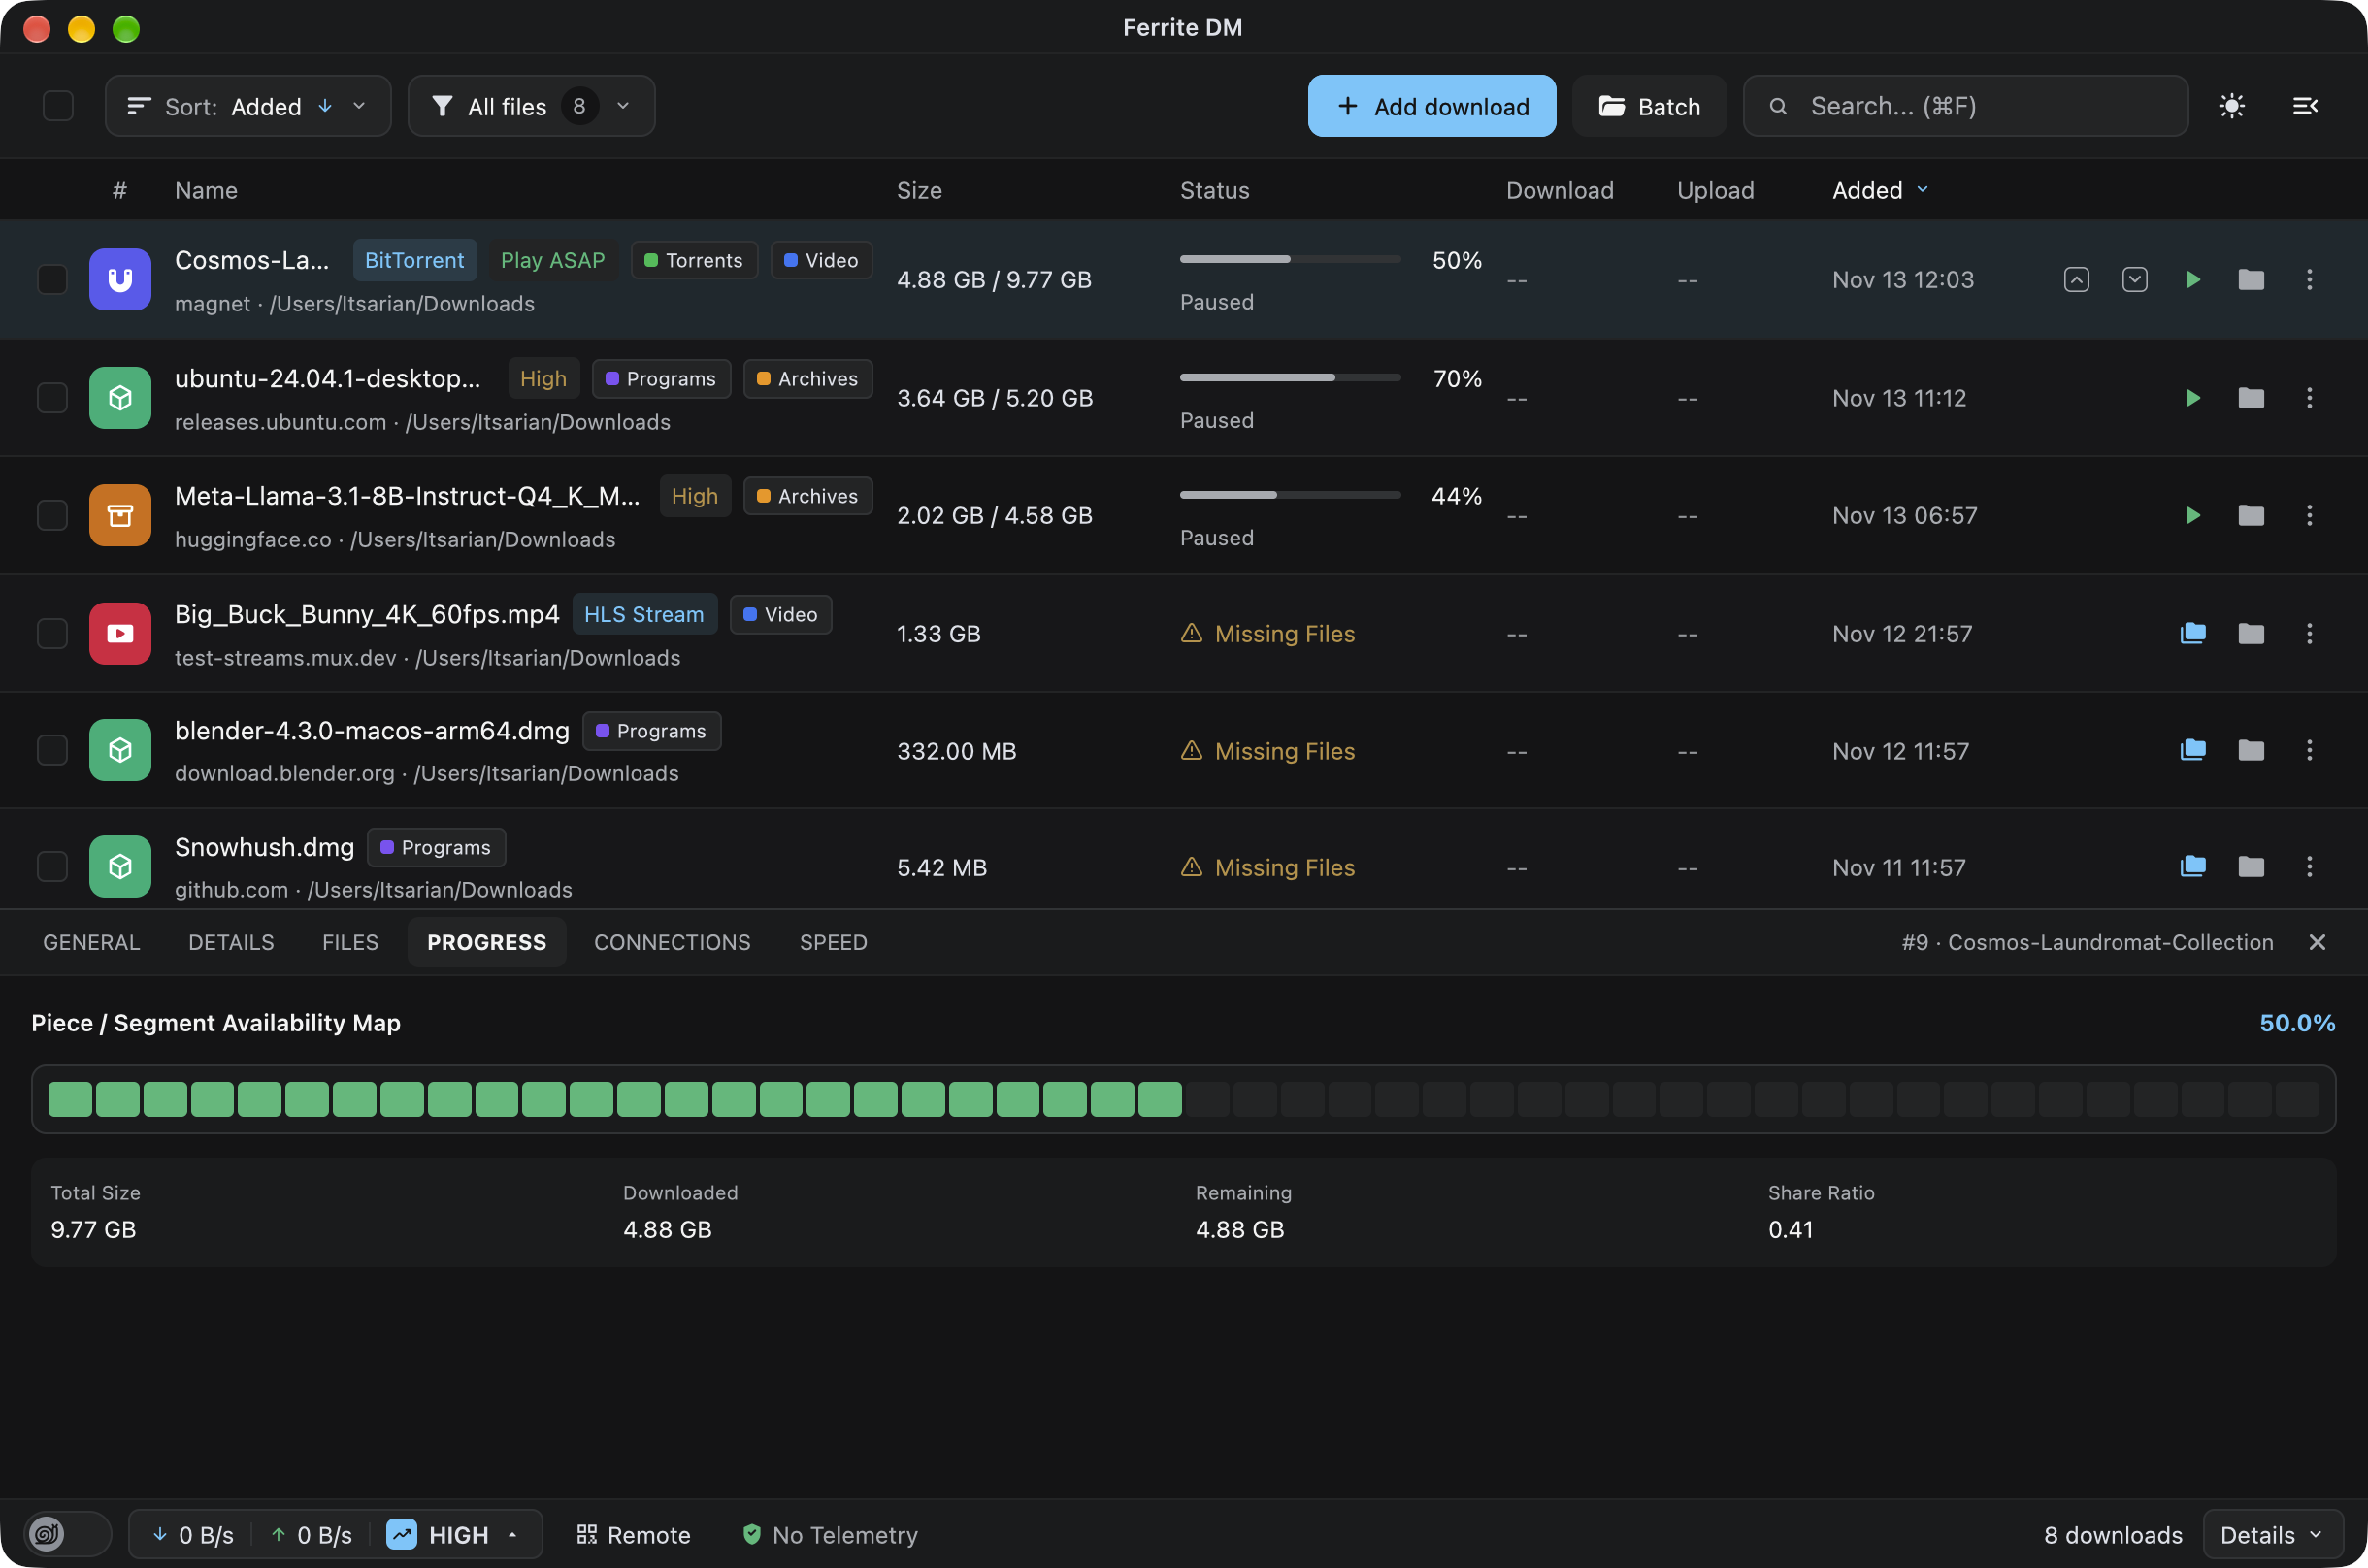 Ferrite DM
Sort: Added
All files 8
Add download
Batch
Search... (⌘F)
# Name Size Status Download Upload Added
Cosmos-La... BitTorrent Play ASAP Torrents Video
magnet · /Users/Itsarian/Downloads
4.88 GB / 9.77 GB
50%
Paused
-- -- Nov 13 12:03
ubuntu-24.04.1-desktop... High Programs Archives
releases.ubuntu.com · /Users/Itsarian/Downloads
3.64 GB / 5.20 GB
70%
Paused
-- -- Nov 13 11:12
Meta-Llama-3.1-8B-Instruct-Q4_K_M... High Archives
huggingface.co · /Users/Itsarian/Downloads
2.02 GB / 4.58 GB
44%
Paused
-- -- Nov 13 06:57
Big_Buck_Bunny_4K_60fps.mp4 HLS Stream Video
test-streams.mux.dev · /Users/Itsarian/Downloads
1.33 GB
Missing Files
-- -- Nov 12 21:57
blender-4.3.0-macos-arm64.dmg Programs
download.blender.org · /Users/Itsarian/Downloads
332.00 MB
Missing Files
-- -- Nov 12 11:57
Snowhush.dmg Programs
github.com · /Users/Itsarian/Downloads
5.42 MB
Missing Files
-- -- Nov 11 11:57
GENERAL DETAILS FILES PROGRESS CONNECTIONS SPEED
#9 · Cosmos-Laundromat-Collection
Piece / Segment Availability Map
50.0%
Total Size Downloaded Remaining Share Ratio
9.77 GB 4.88 GB 4.88 GB 0.41
0 B/s 0 B/s HIGH Remote No Telemetry
8 downloads Details